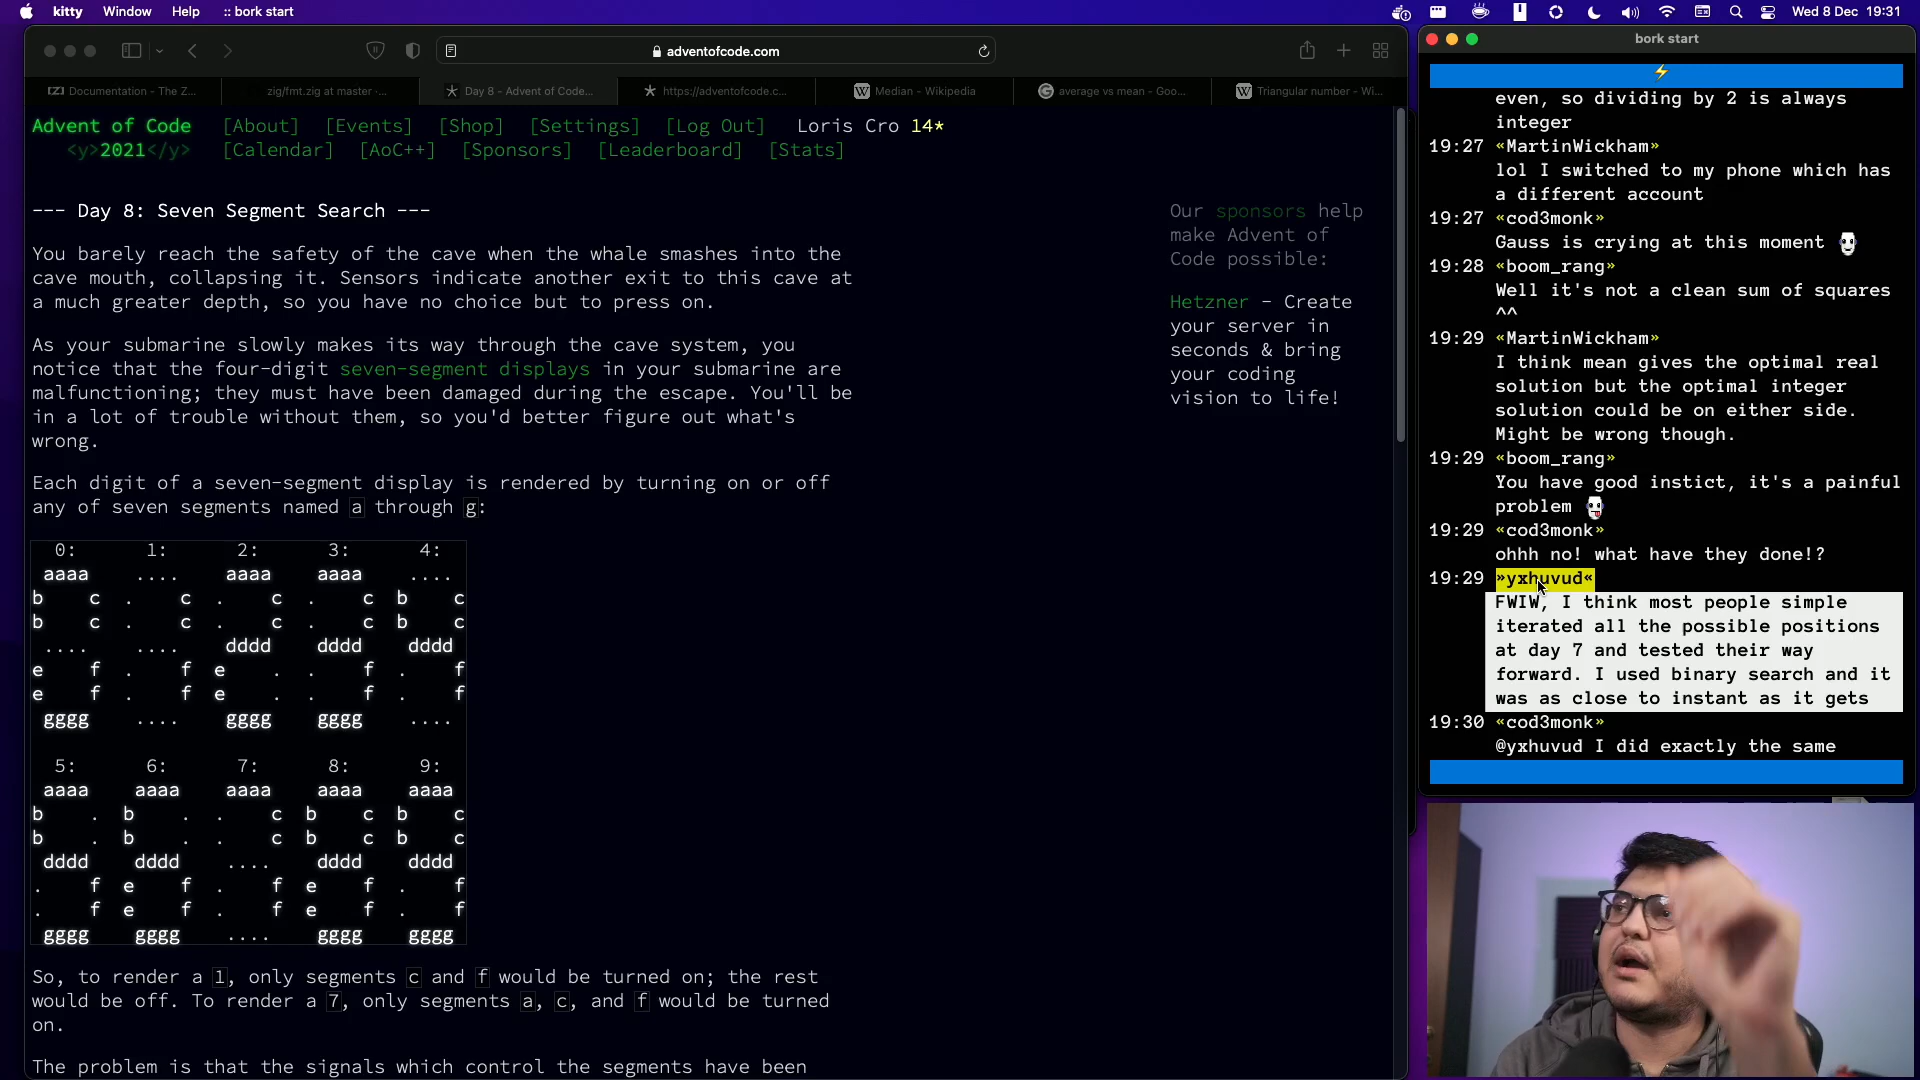 kitty Window Help :: bork start
Wed 8 Dec 19:31
adventofcode.com
Documentation - The Z...
zig/fmt.zig at master ·...
Day 8 - Advent of Code...
https://adventofcode.c...
Median - Wikipedia
average vs mean - Goo...
Triangular number - Wi...
Advent of Code [About] [Events] [Shop] [Settings] [Log Out] Loris Cro 14*
<y>2021</y> [Calendar] [AoC++] [Sponsors] [Leaderboard] [Stats]
--- Day 8: Seven Segment Search ---
You barely reach the safety of the cave when the whale smashes into the
cave mouth, collapsing it. Sensors indicate another exit to this cave at
a much greater depth, so you have no choice but to press on.
As your submarine slowly makes its way through the cave system, you
notice that the four-digit seven-segment displays in your submarine are
malfunctioning; they must have been damaged during the escape. You'll be
in a lot of trouble without them, so you'd better figure out what's
wrong.
Each digit of a seven-segment display is rendered by turning on or off
any of seven segments named a through g:
0: 1: 2: 3: 4:
aaaa .... aaaa aaaa ....
b c . c . c . c b c
b c . c . c . c b c
.... .... dddd dddd dddd
e f . f e . . f . f
e f . f e . . f . f
gggg .... gggg gggg ....
5: 6: 7: 8: 9:
aaaa aaaa aaaa aaaa aaaa
b . b . . c b c b c
b . b . . c b c b c
dddd dddd .... dddd dddd
. f e f . f e f . f
. f e f . f e f . f
gggg gggg .... gggg gggg
So, to render a 1, only segments c and f would be turned on; the rest
would be off. To render a 7, only segments a, c, and f would be turned
on.
The problem is that the signals which control the segments have been
Our sponsors help
make Advent of
Code possible:
Hetzner - Create
your server in
seconds & bring
your coding
vision to life!
bork start
even, so dividing by 2 is always
integer
19:27 «MartinWickham»
lol I switched to my phone which has
a different account
19:27 «cod3monk»
Gauss is crying at this moment
19:28 «boom_rang»
Well it's not a clean sum of squares
^^
19:29 «MartinWickham»
I think mean gives the optimal real
solution but the optimal integer
solution could be on either side.
Might be wrong though.
19:29 «boom_rang»
You have good instict, it's a painful
problem
19:29 «cod3monk»
ohhh no! what have they done!?
19:29 »yxhuvud«
FWIW, I think most people simple
iterated all the possible positions
at day 7 and tested their way
forward. I used binary search and it
was as close to instant as it gets
19:30 «cod3monk»
@yxhuvud I did exactly the same